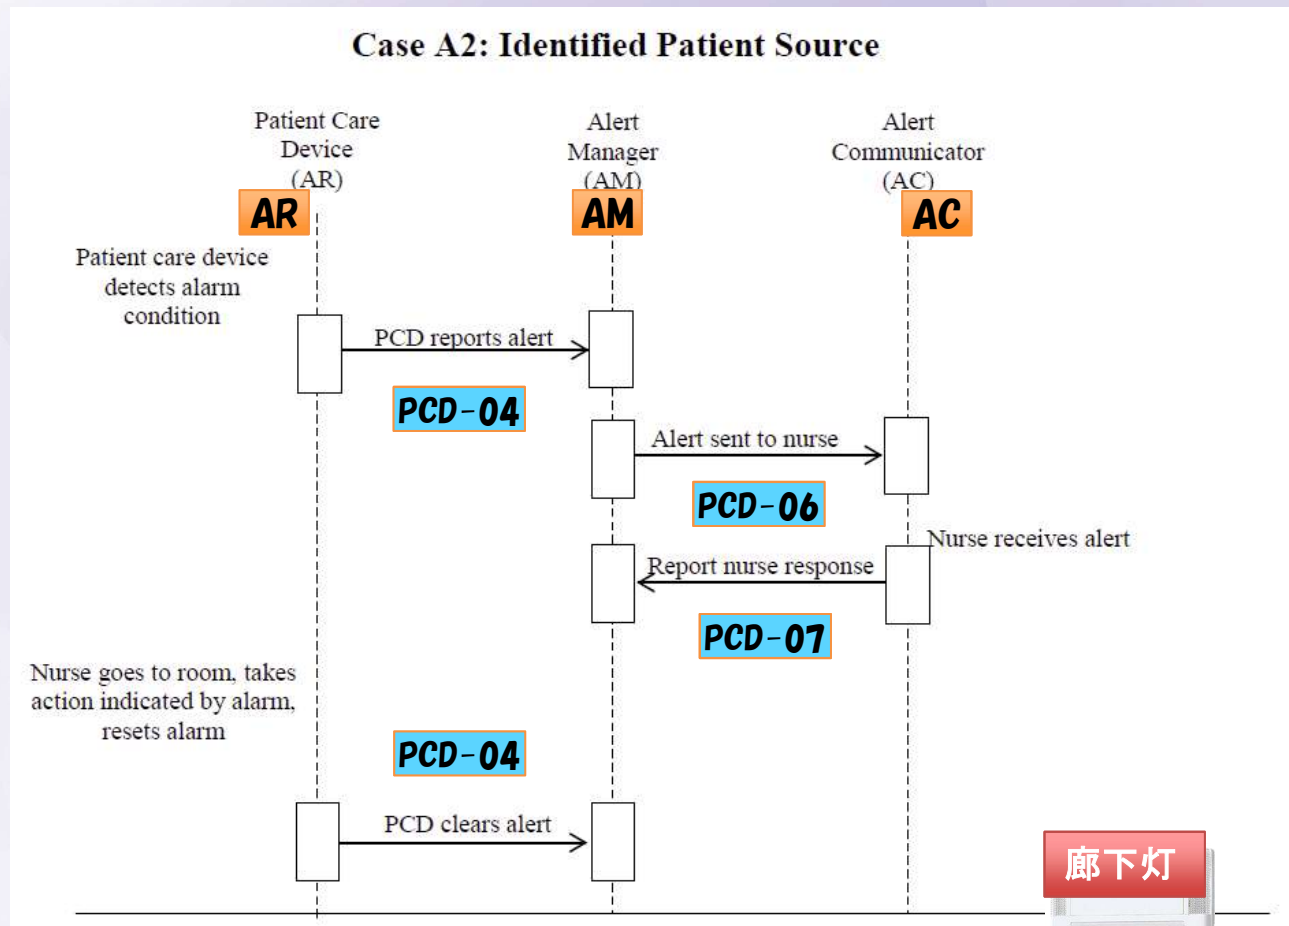 Case A2: Identified Patient Source
Patient Care
Device
(AR)
Alert
Manager
(AM)
Alert
Communicator
(AC)
AR
AM
AC
Patient care device
detects alarm
condition
PCD reports alert
PCD-04
Alert sent to nurse
PCD-06
Nurse receives alert
Report nurse response
PCD-07
Nurse goes to room, takes
action indicated by alarm,
resets alarm
PCD-04
PCD clears alert
廊下灯